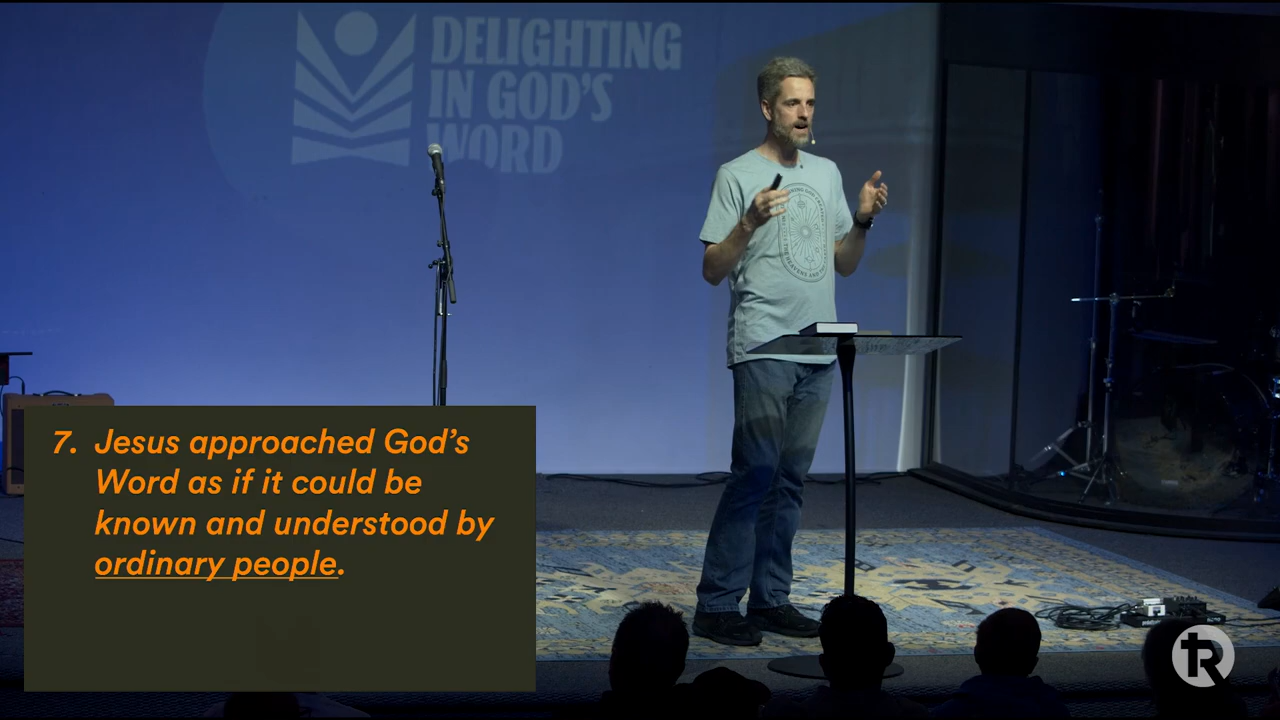 DELIGHTING
IN GOD'S
WORD
7. Jesus approached God's
Word as if it could be
known and understood by
ordinary people.
R